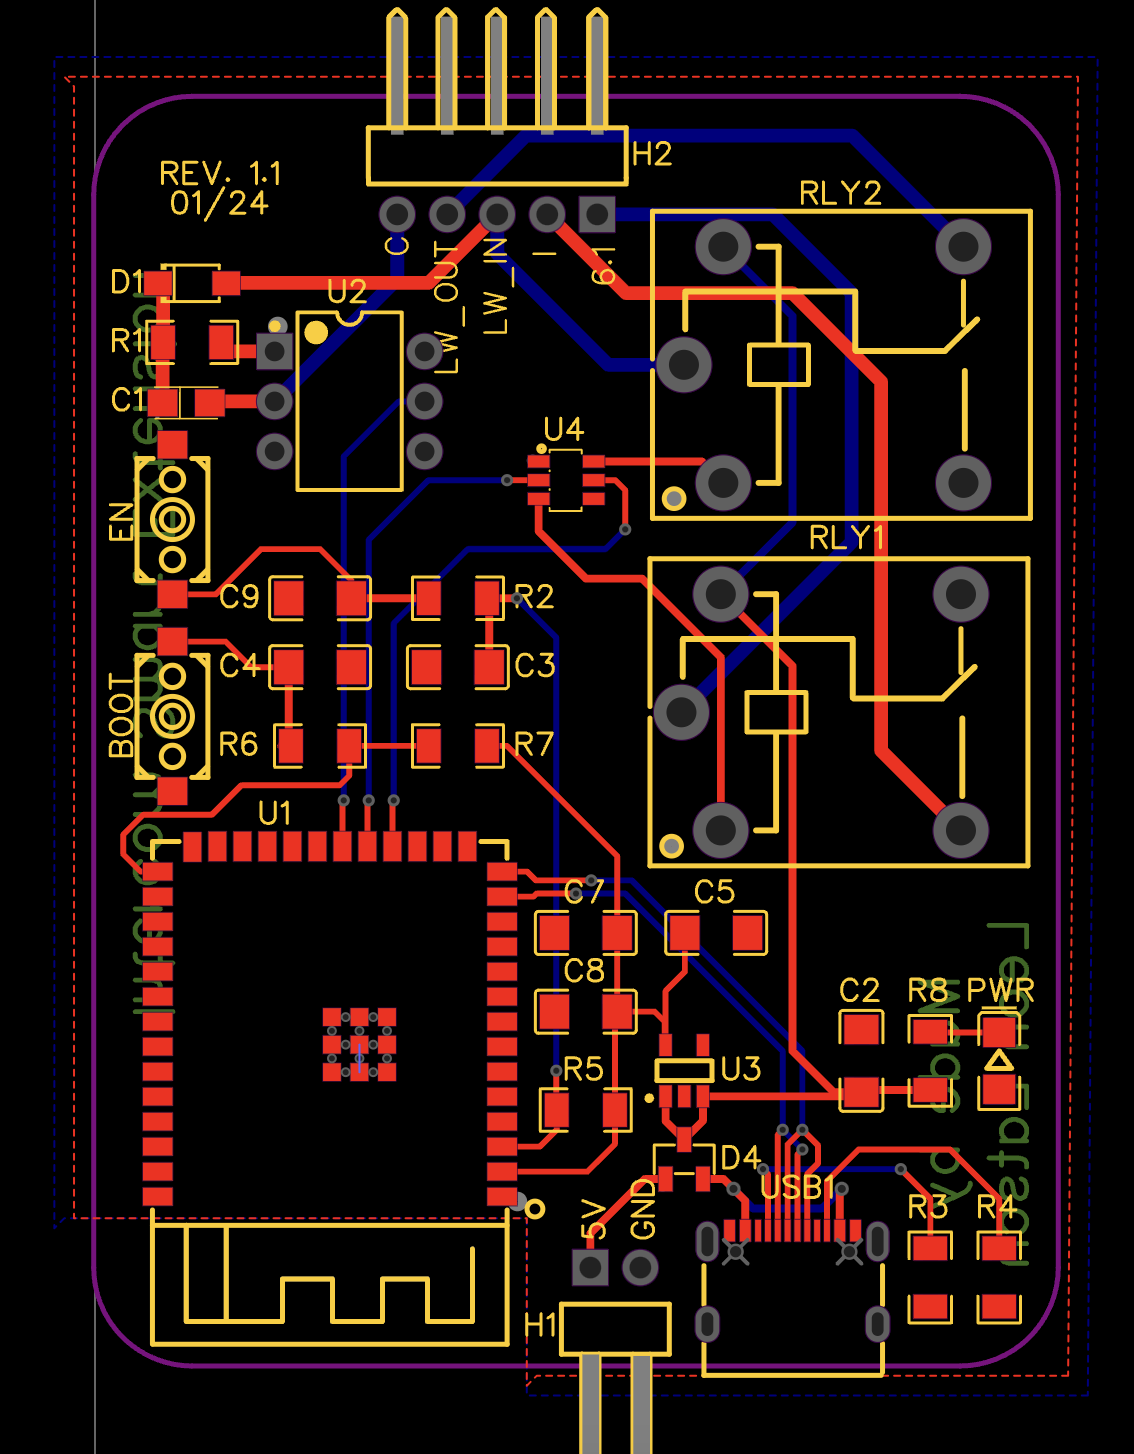 H2
REV. 1.1
01/24
RLY2
C
LW_OUT
LW_IN
I
6.1
D1
U2
R1
C1
U4
EN
RLY1
C9
R2
C4
C3
BOOT
R6
R7
U1
C7
C5
C8
C2
R8
PWR
R5
U3
D4
USB1
5V
GND
R3
R4
H1